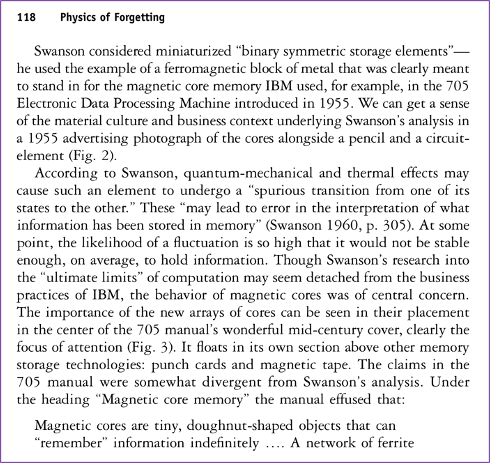 118 Physics of Forgetting
Swanson considered miniaturized “binary symmetric storage elements”—
he used the example of a ferromagnetic block of metal that was clearly meant
to stand in for the magnetic core memory IBM used, for example, in the 705
Electronic Data Processing Machine introduced in 1955. We can get a sense
of the material culture and business context underlying Swanson’s analysis in
a 1955 advertising photograph of the cores alongside a pencil and a circuit-
element (Fig. 2).
According to Swanson, quantum-mechanical and thermal effects may
cause such an element to undergo a “spurious transition from one of its
states to the other.” These “may lead to error in the interpretation of what
information has been stored in memory” (Swanson 1960, p. 305). At some
point, the likelihood of a fluctuation is so high that it would not be stable
enough, on average, to hold information. Though Swanson’s research into
the “ultimate limits” of computation may seem detached from the business
practices of IBM, the behavior of magnetic cores was of central concern.
The importance of the new arrays of cores can be seen in their placement
in the center of the 705 manual’s wonderful mid-century cover, clearly the
focus of attention (Fig. 3). It floats in its own section above other memory
storage technologies: punch cards and magnetic tape. The claims in the
705 manual were somewhat divergent from Swanson’s analysis. Under
the heading “Magnetic core memory” the manual effused that:
Magnetic cores are tiny, doughnut-shaped objects that can
“remember” information indefinitely .... A network of ferrite